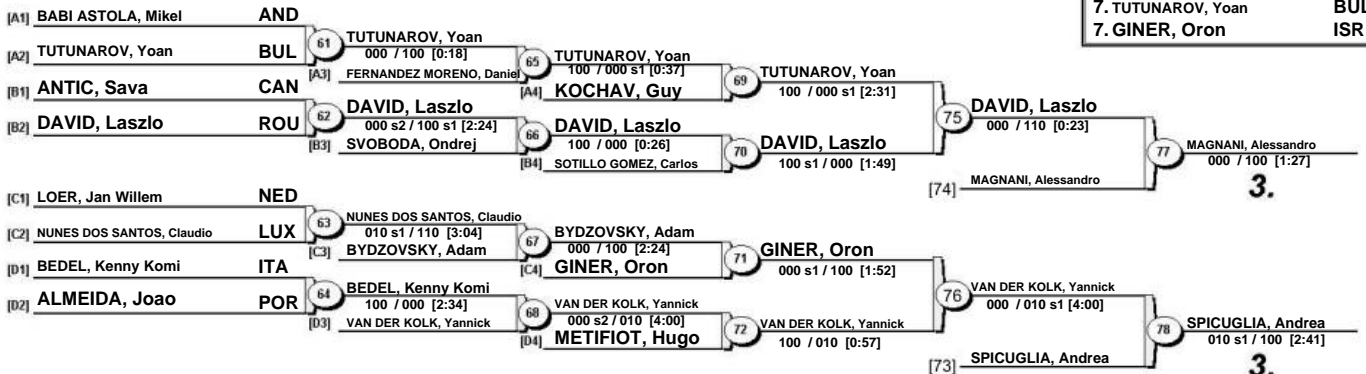 7. TUTUNAROV, Yoan BUL
7. GINER, Oron ISR
[A1] BABI ASTOLA, Mikel AND
61 TUTUNAROV, Yoan
000 / 100 [0:18]
[A2] TUTUNAROV, Yoan BUL
[A3] FERNANDEZ MORENO, Daniel
65 TUTUNAROV, Yoan
100 / 000 s1 [0:37]
[A4] KOCHAV, Guy
69 TUTUNAROV, Yoan
100 / 000 s1 [2:31]
[B1] ANTIC, Sava CAN
62 DAVID, Laszlo
000 s2 / 100 s1 [2:24]
[B2] DAVID, Laszlo ROU
[B3] SVOBODA, Ondrej
66 DAVID, Laszlo
100 / 000 [0:26]
[B4] SOTILLO GOMEZ, Carlos
70 DAVID, Laszlo
100 s1 / 000 [1:49]
75 DAVID, Laszlo
000 / 110 [0:23]
[74] MAGNANI, Alessandro
77 MAGNANI, Alessandro
000 / 100 [1:27]
3.
[C1] LOER, Jan Willem NED
63 NUNES DOS SANTOS, Claudio
010 s1 / 110 [3:04]
[C2] NUNES DOS SANTOS, Claudio LUX
[C3] BYDZOVSKY, Adam
67 BYDZOVSKY, Adam
000 / 100 [2:24]
[C4] GINER, Oron
71 GINER, Oron
000 s1 / 100 [1:52]
[D1] BEDEL, Kenny Komi ITA
64 BEDEL, Kenny Komi
100 / 000 [2:34]
[D2] ALMEIDA, Joao POR
[D3] VAN DER KOLK, Yannick
68 VAN DER KOLK, Yannick
000 s2 / 010 [4:00]
[D4] METIFIOT, Hugo
72 VAN DER KOLK, Yannick
100 / 010 [0:57]
76 VAN DER KOLK, Yannick
000 / 010 s1 [4:00]
[73] SPICUGLIA, Andrea
78 SPICUGLIA, Andrea
010 s1 / 100 [2:41]
3.